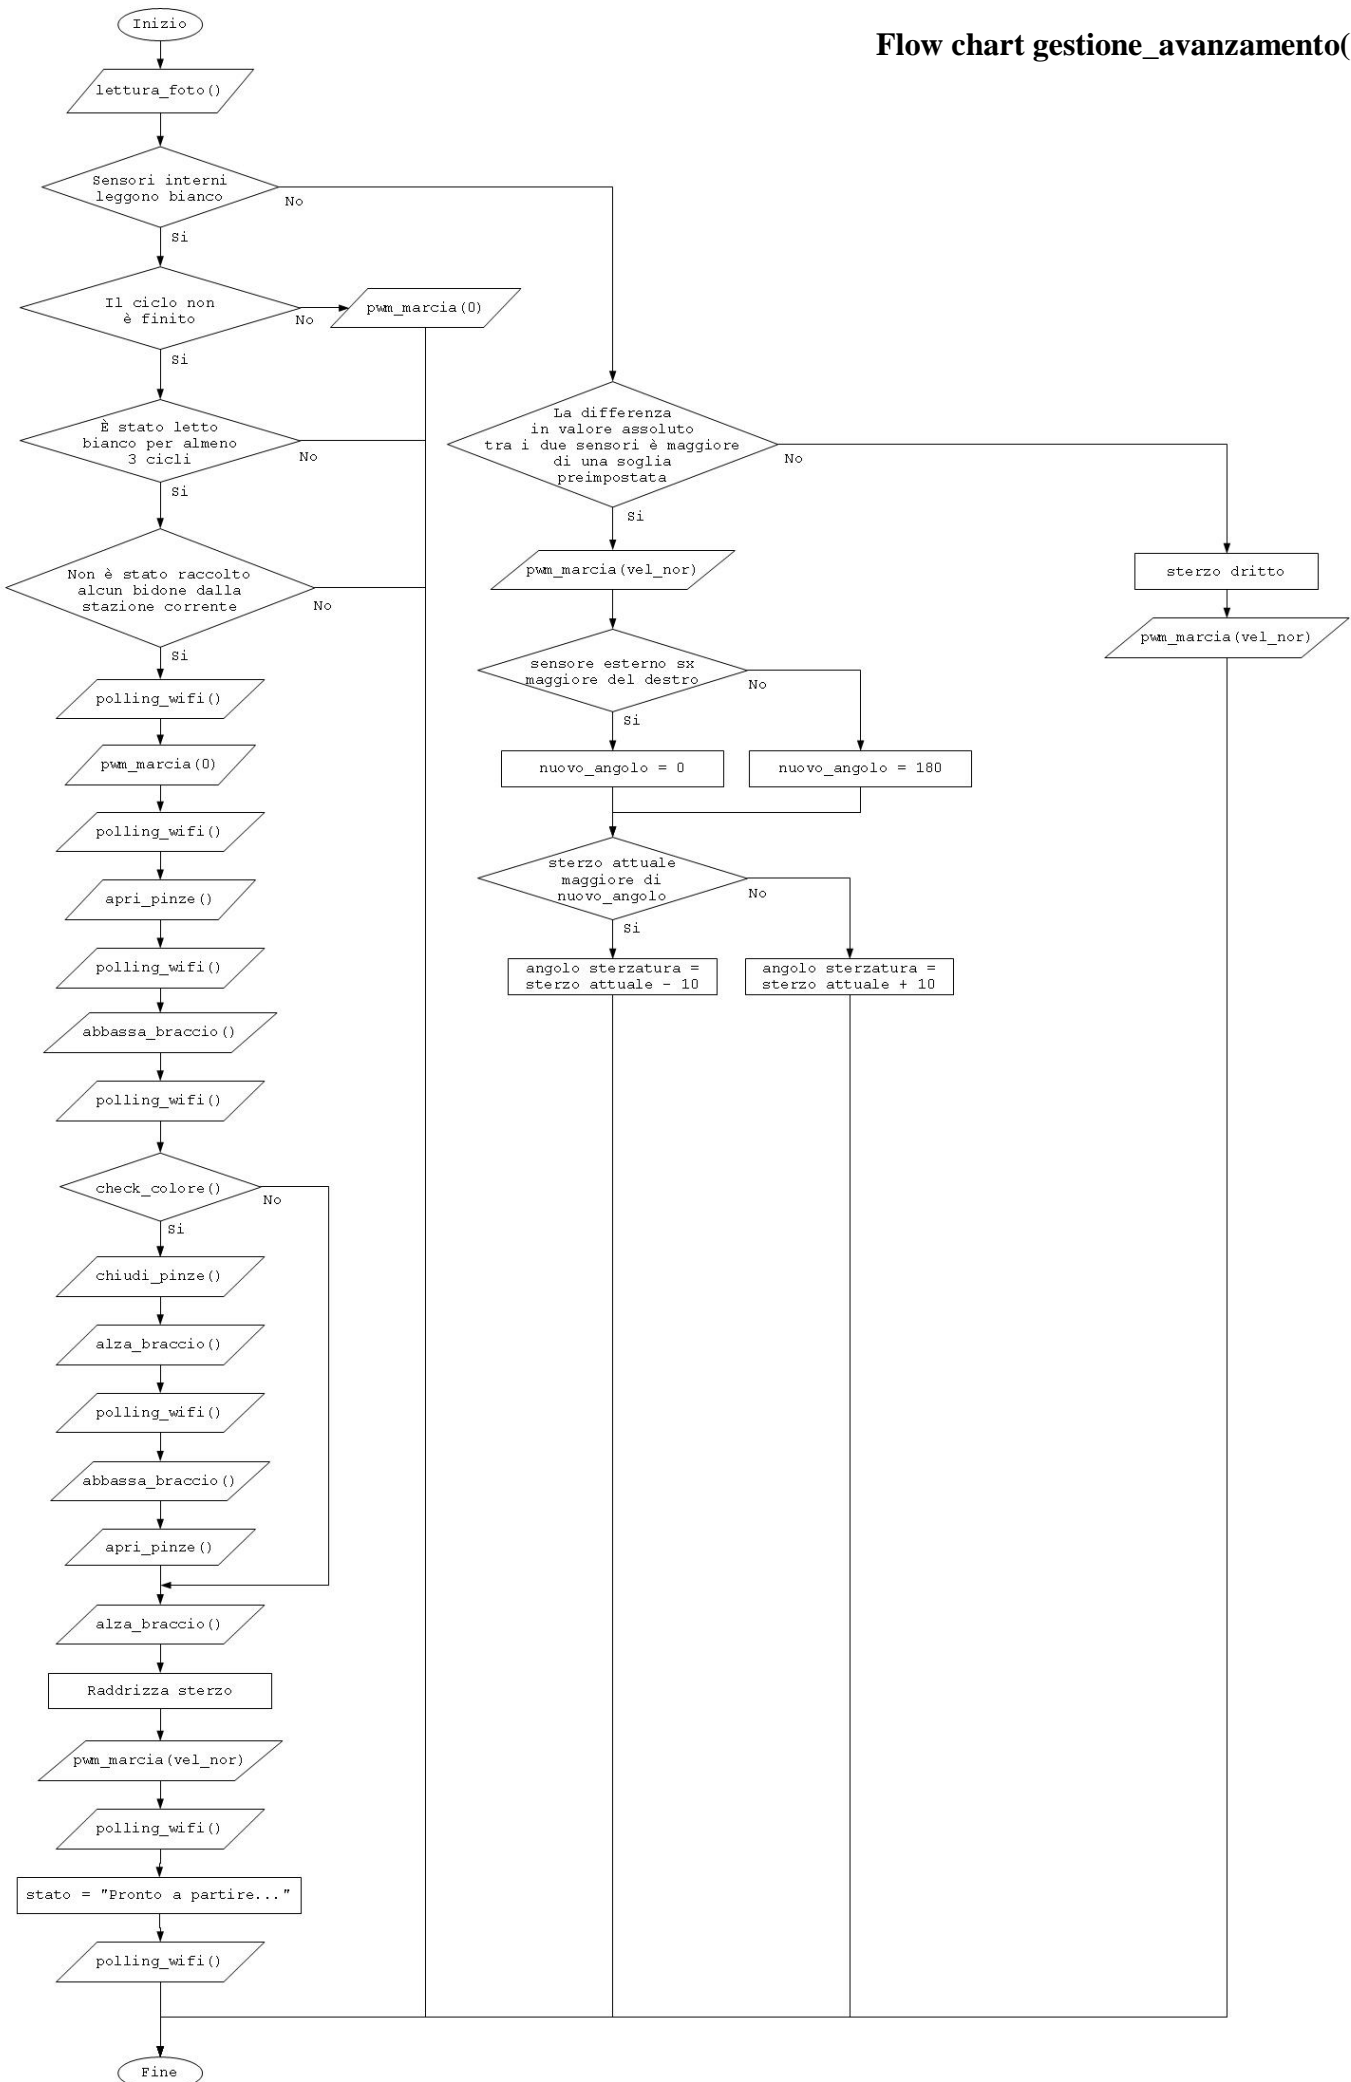 Flow chart gestione_avanzamento(
Inizio
lettura_foto()
Sensori interni
leggono bianco
No
Si
Il ciclo non
è finito
No
pwm_marcia(0)
Si
È stato letto
bianco per almeno
3 cicli
No
Si
Non è stato raccolto
alcun bidone dalla
stazione corrente
No
Si
polling_wifi()
pwm_marcia(0)
polling_wifi()
apri_pinze()
polling_wifi()
abbassa_braccio()
polling_wifi()
check_colore()
No
Si
chiudi_pinze()
alza_braccio()
polling_wifi()
abbassa_braccio()
apri_pinze()
alza_braccio()
Raddrizza sterzo
pwm_marcia(vel_nor)
polling_wifi()
stato = "Pronto a partire..."
polling_wifi()
Fine
La differenza
in valore assoluto
tra i due sensori è maggiore
di una soglia
preimpostata
No
Si
pwm_marcia(vel_nor)
sensore esterno sx
maggiore del destro
No
Si
nuovo_angolo = 0
nuovo_angolo = 180
sterzo attuale
maggiore di
nuovo_angolo
No
Si
angolo sterzatura =
sterzo attuale - 10
angolo sterzatura =
sterzo attuale + 10
sterzo dritto
pwm_marcia(vel_nor)